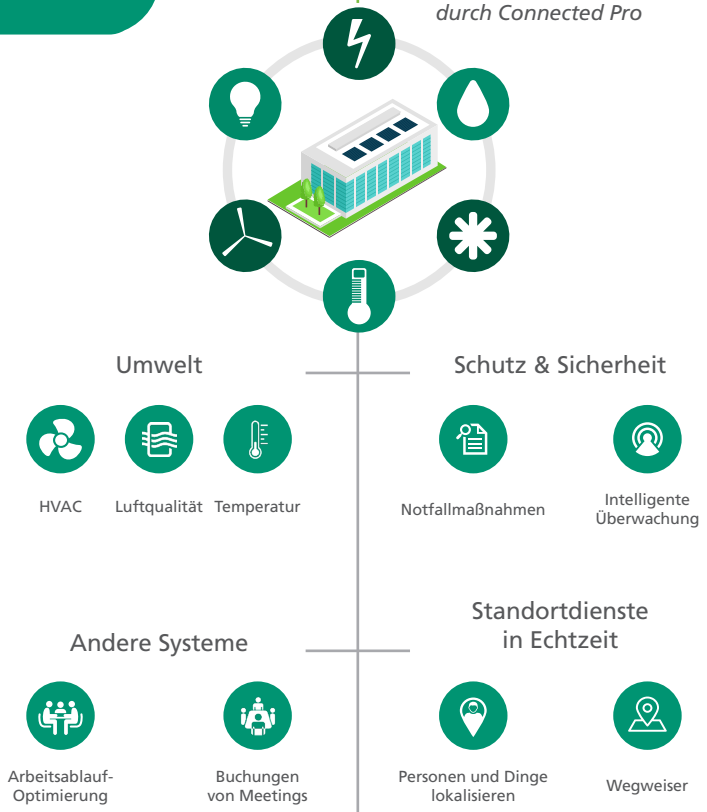 durch Connected Pro
Umwelt
HVAC
Luftqualität
Temperatur
Schutz & Sicherheit
Notfallmaßnahmen
Intelligente
Überwachung
Andere Systeme
Arbeitsablauf-
Optimierung
Buchungen
von Meetings
Standortdienste
in Echtzeit
Personen und Dinge
lokalisieren
Wegweiser